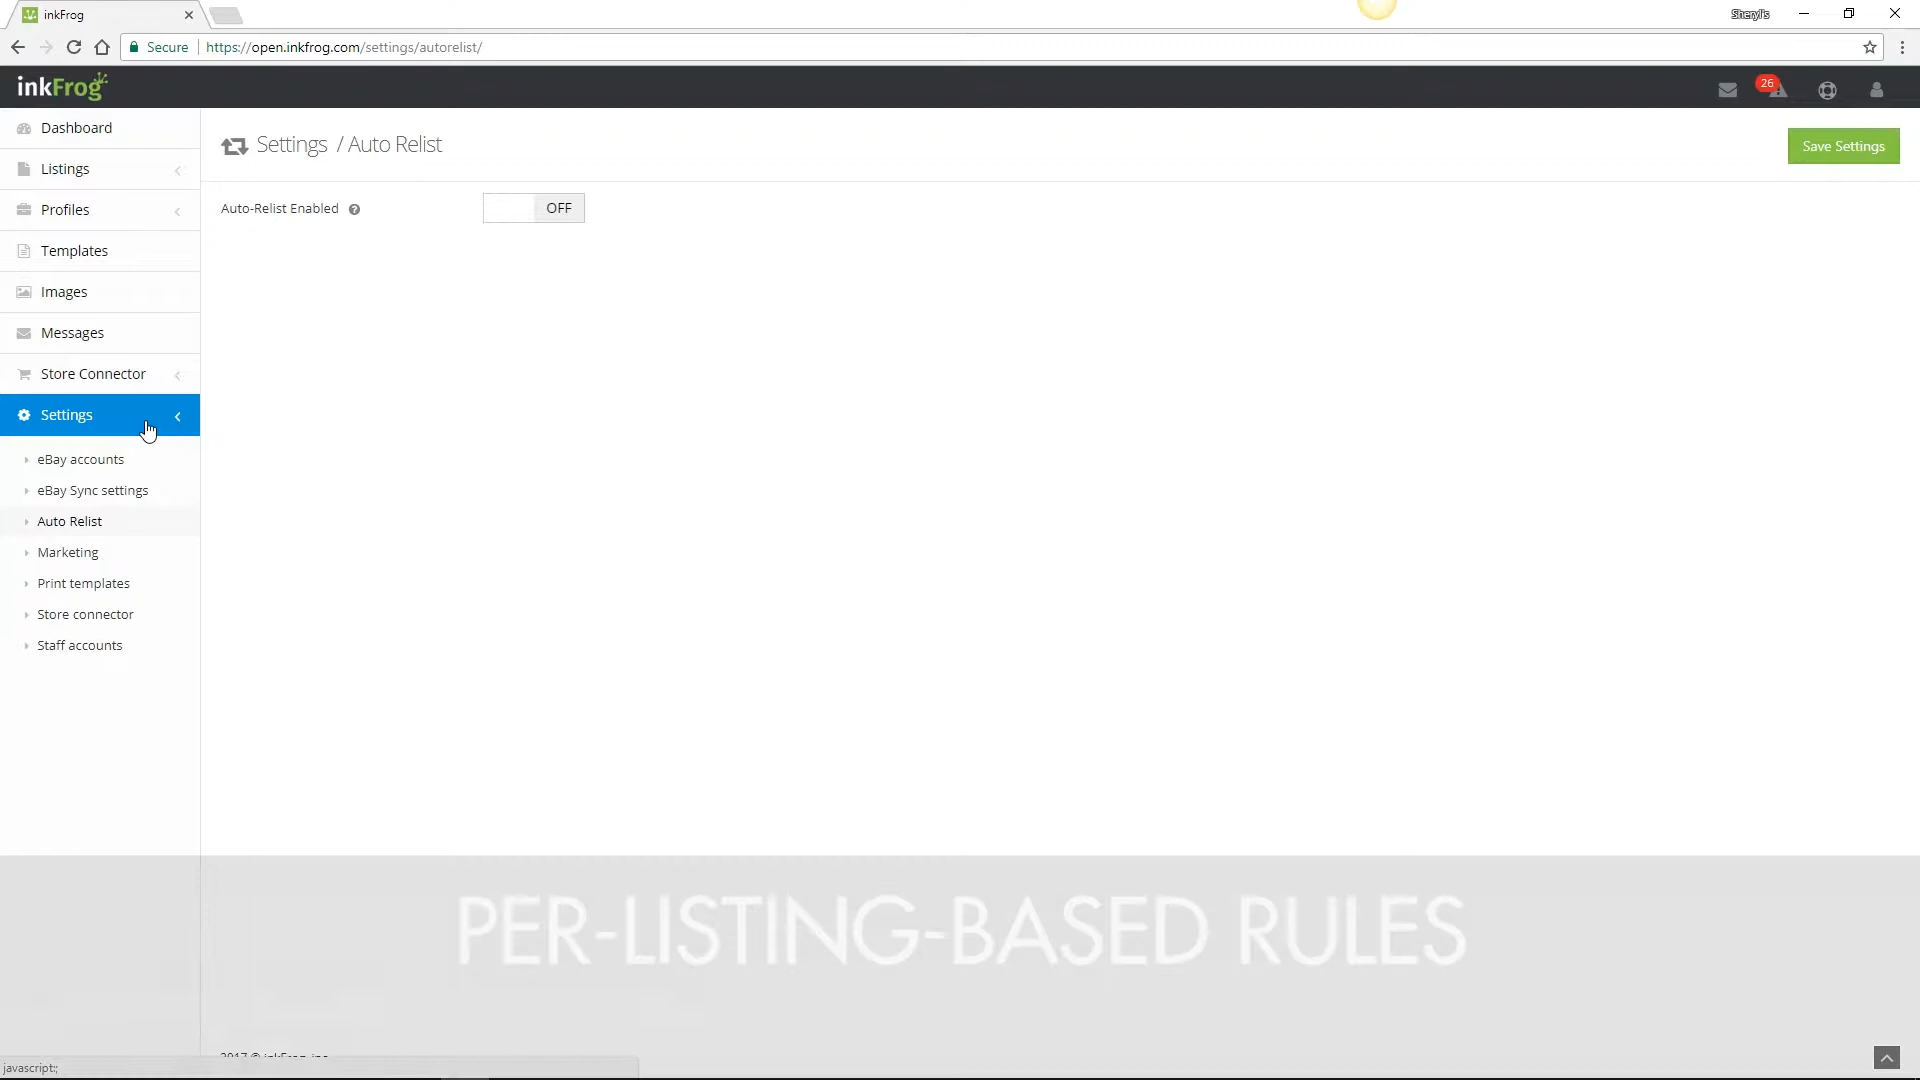 inkFrog
Sheryl's
Secure https://open.inkfrog.com/settings/autorelist/
inkFrog
26
Dashboard
Settings / Auto Relist
Save Settings
Listings
Auto-Relist Enabled ? OFF
Profiles
Templates
Images
Messages
Store Connector
Settings
eBay accounts
eBay Sync settings
Auto Relist
Marketing
Print templates
Store connector
Staff accounts
PER-LISTING-BASED RULES
2017 © inkFrog, inc
javascript:;